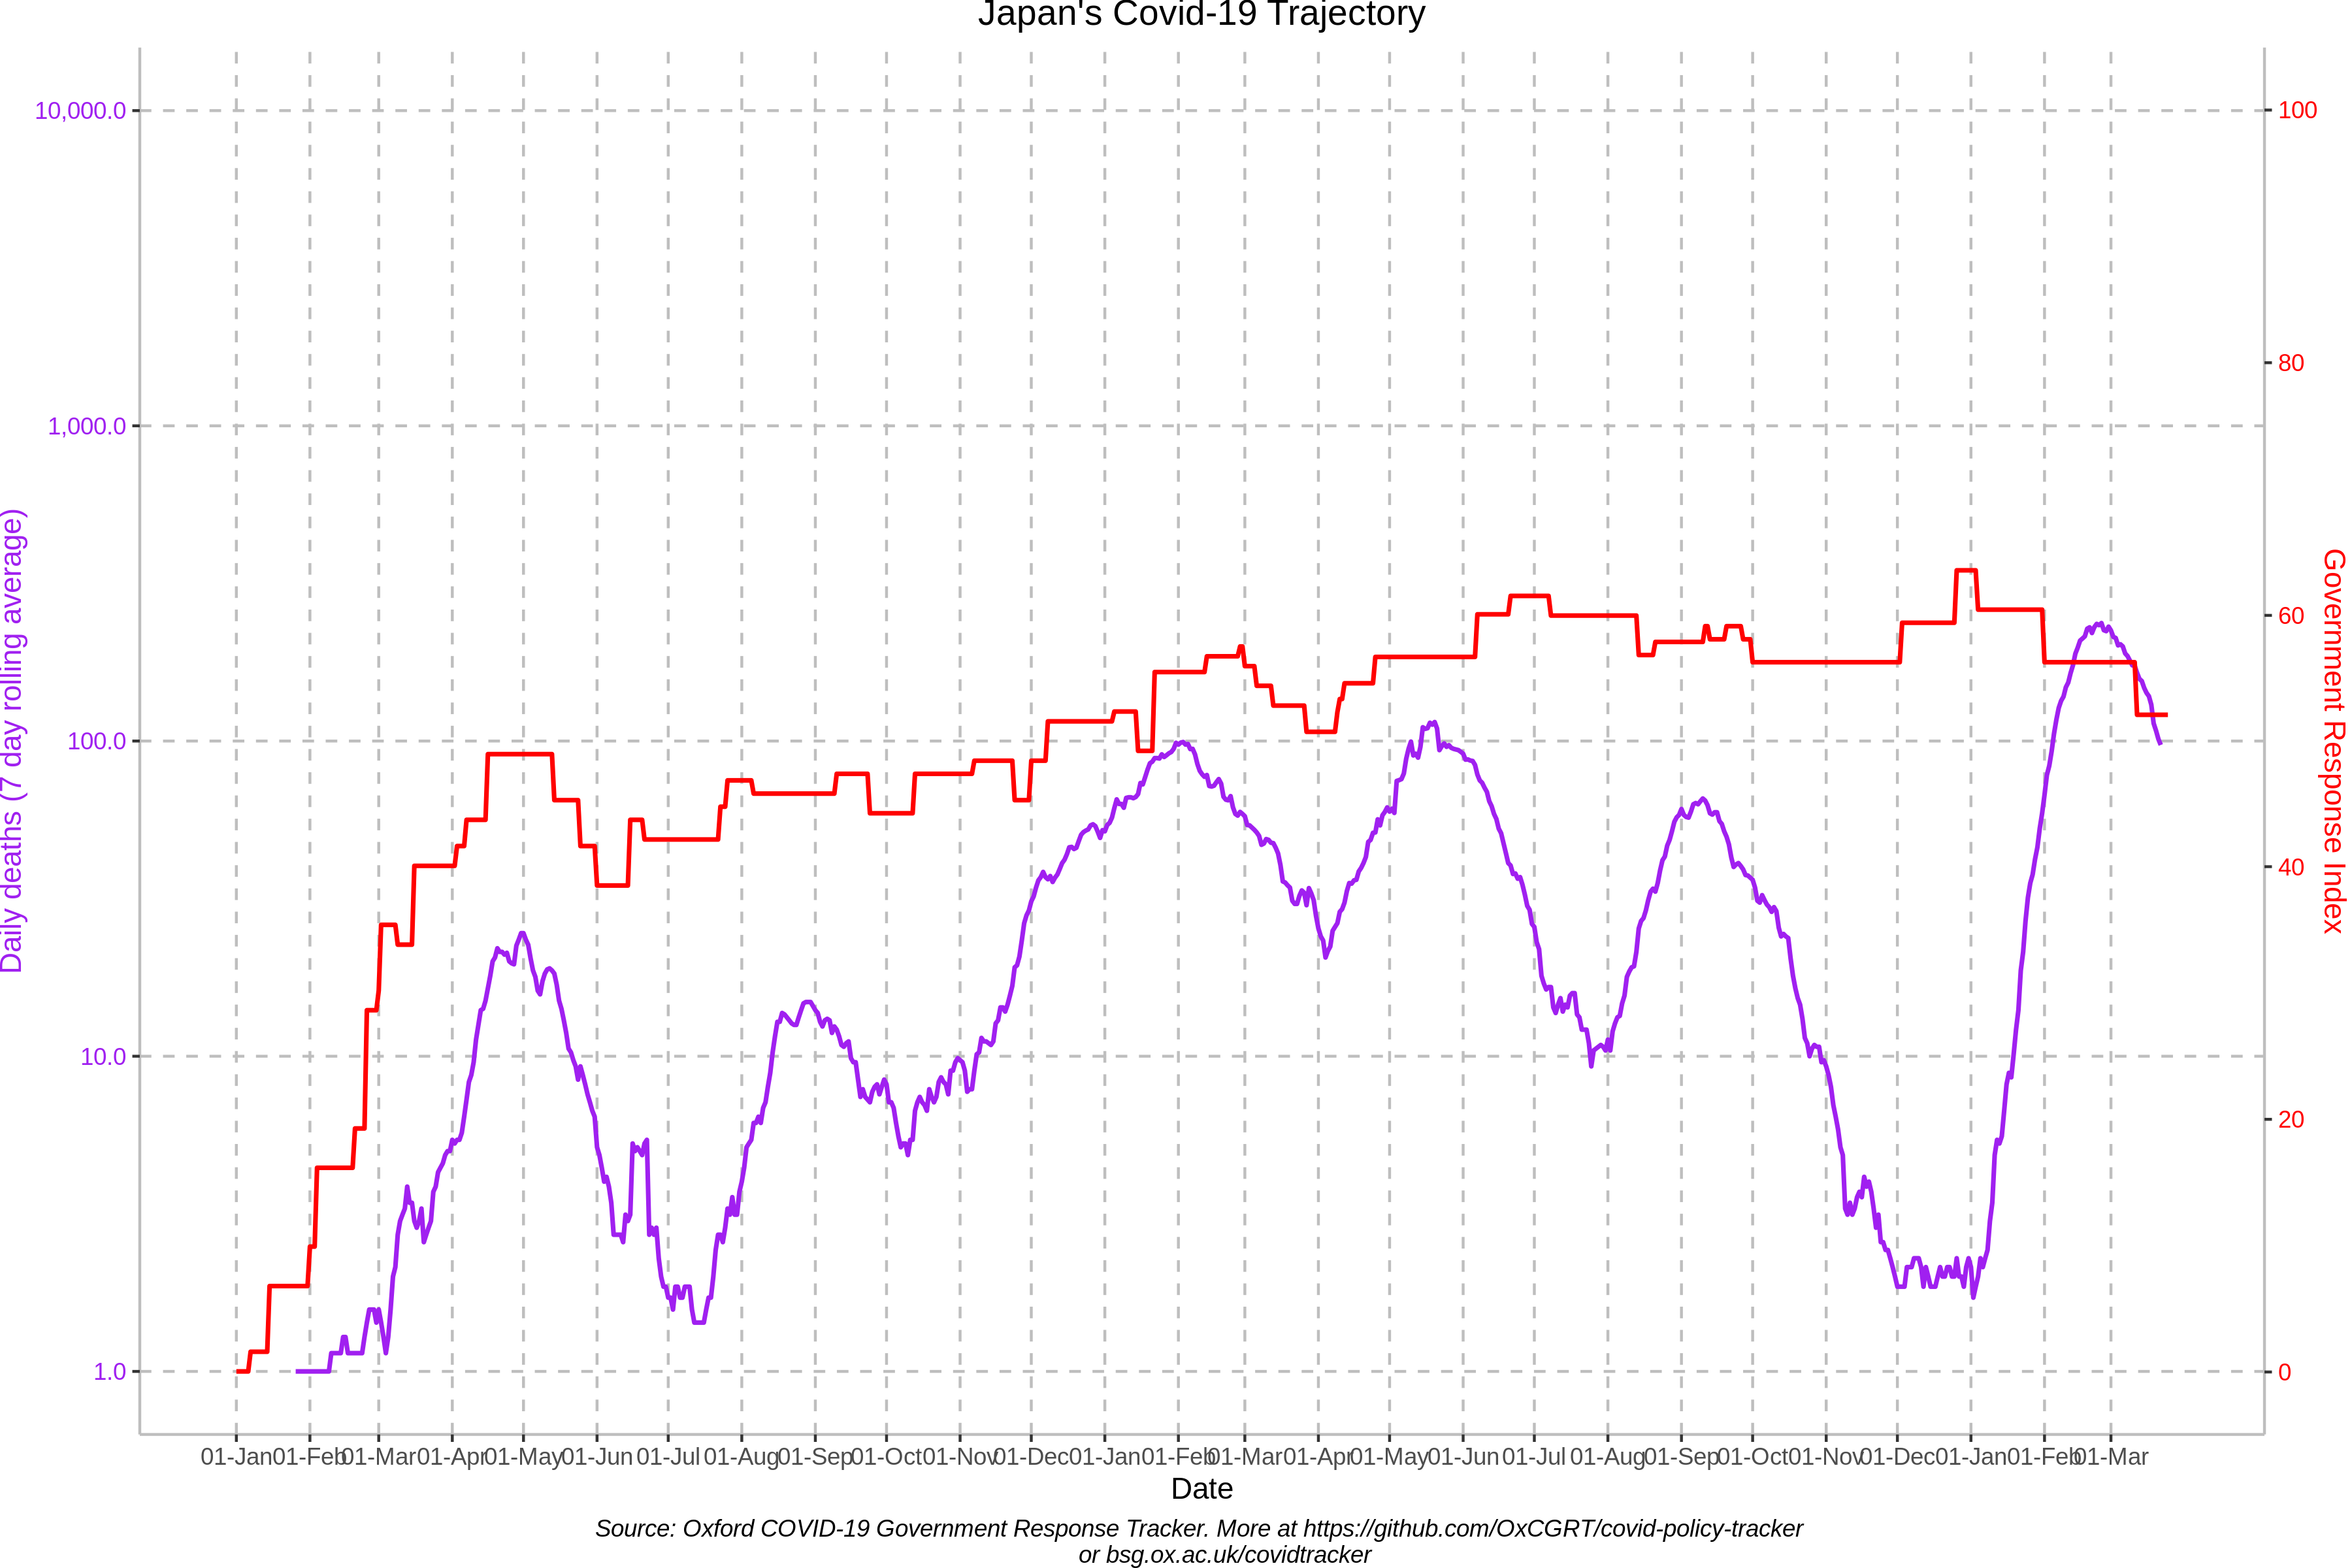 Japan's Covid-19 Trajectory
10,000.0
1,000.0
100.0
10.0
1.0
Daily deaths (7 day rolling average)
100
80
60
40
20
0
Government Response Index
01-Jan 01-Feb 01-Mar 01-Apr 01-May 01-Jun 01-Jul 01-Aug 01-Sep 01-Oct 01-Nov 01-Dec 01-Jan 01-Feb 01-Mar 01-Apr 01-May 01-Jun 01-Jul 01-Aug 01-Sep 01-Oct 01-Nov 01-Dec 01-Jan 01-Feb 01-Mar
Date
Source: Oxford COVID-19 Government Response Tracker. More at https://github.com/OxCGRT/covid-policy-tracker
or bsg.ox.ac.uk/covidtracker